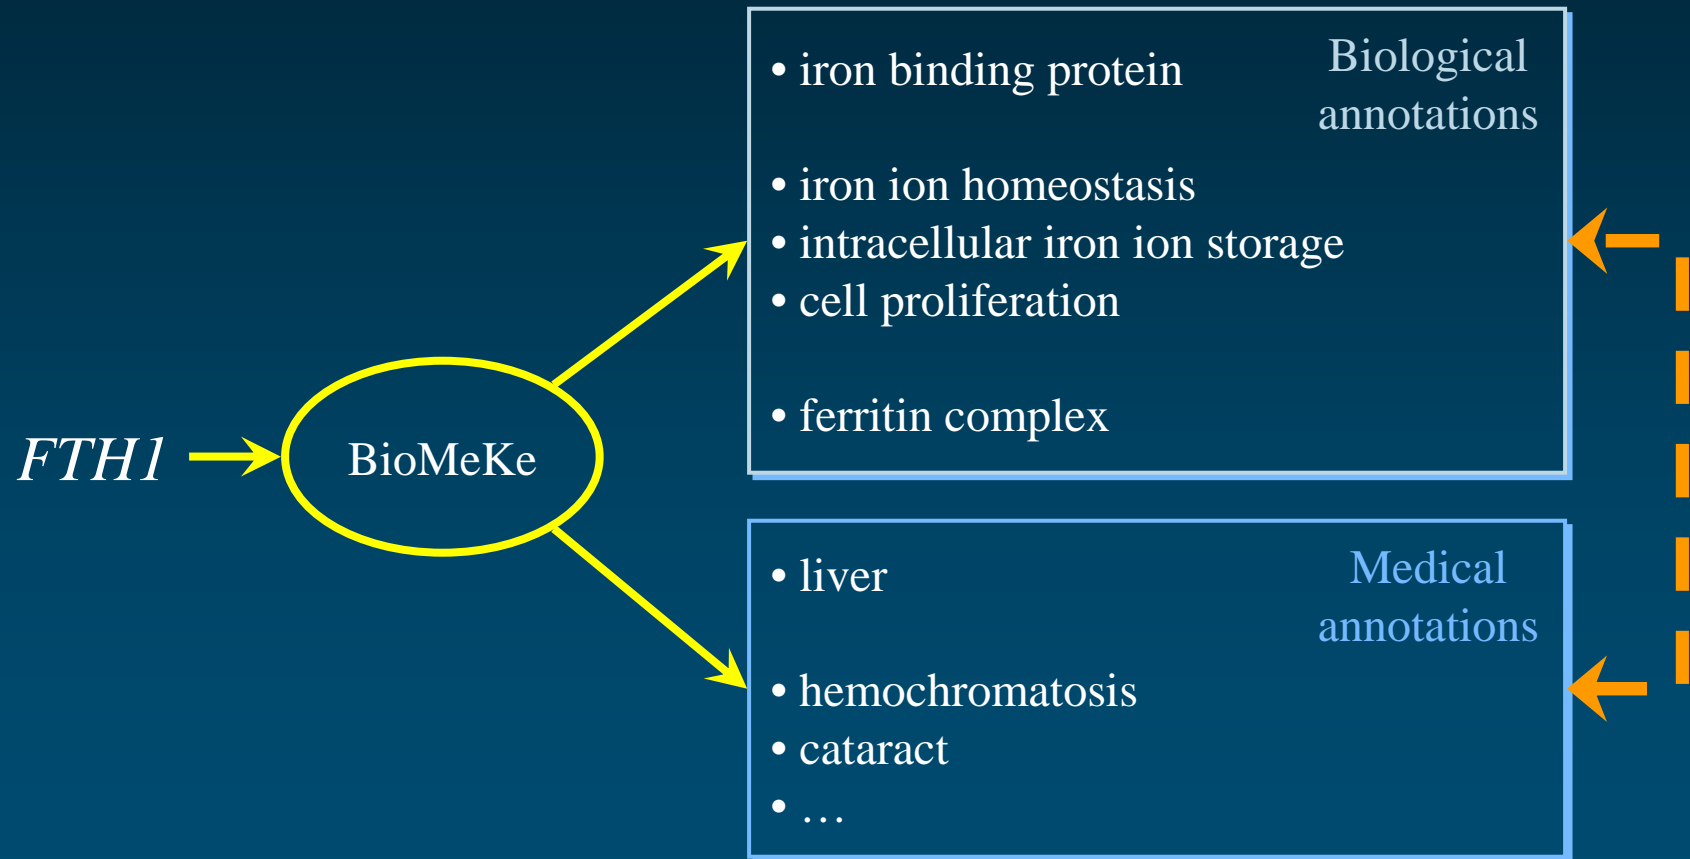 FTH1
BioMeKe
Biological
annotations
• iron binding protein
• iron ion homeostasis
• intracellular iron ion storage
• cell proliferation
• ferritin complex
Medical
annotations
• liver
• hemochromatosis
• cataract
• …